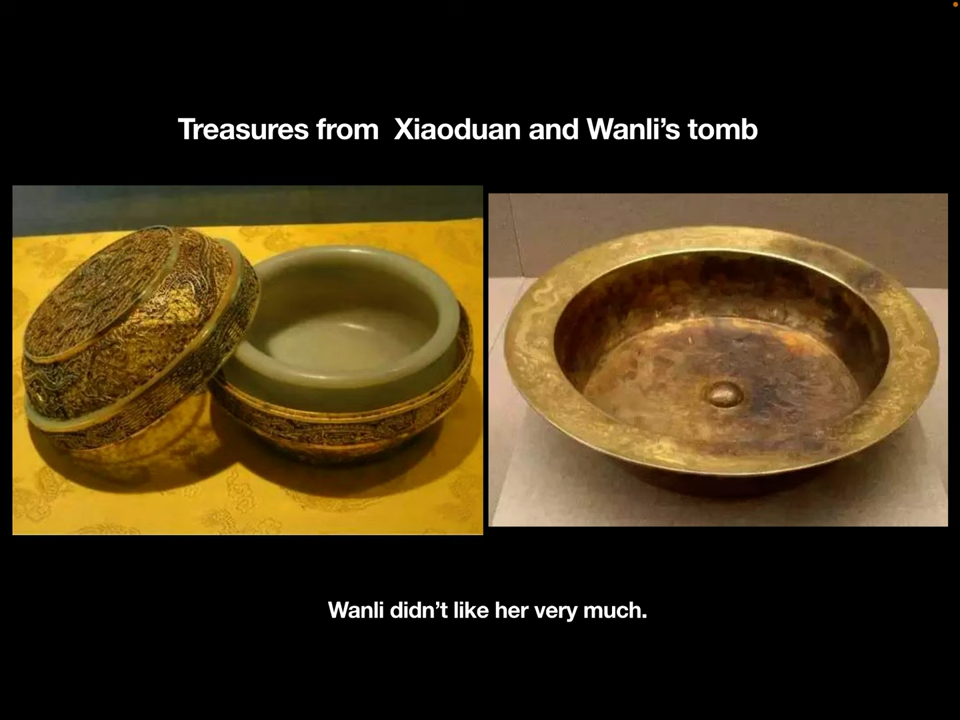 Treasures from  Xiaoduan and Wanli’s tomb
Wanli didn’t like her very much.